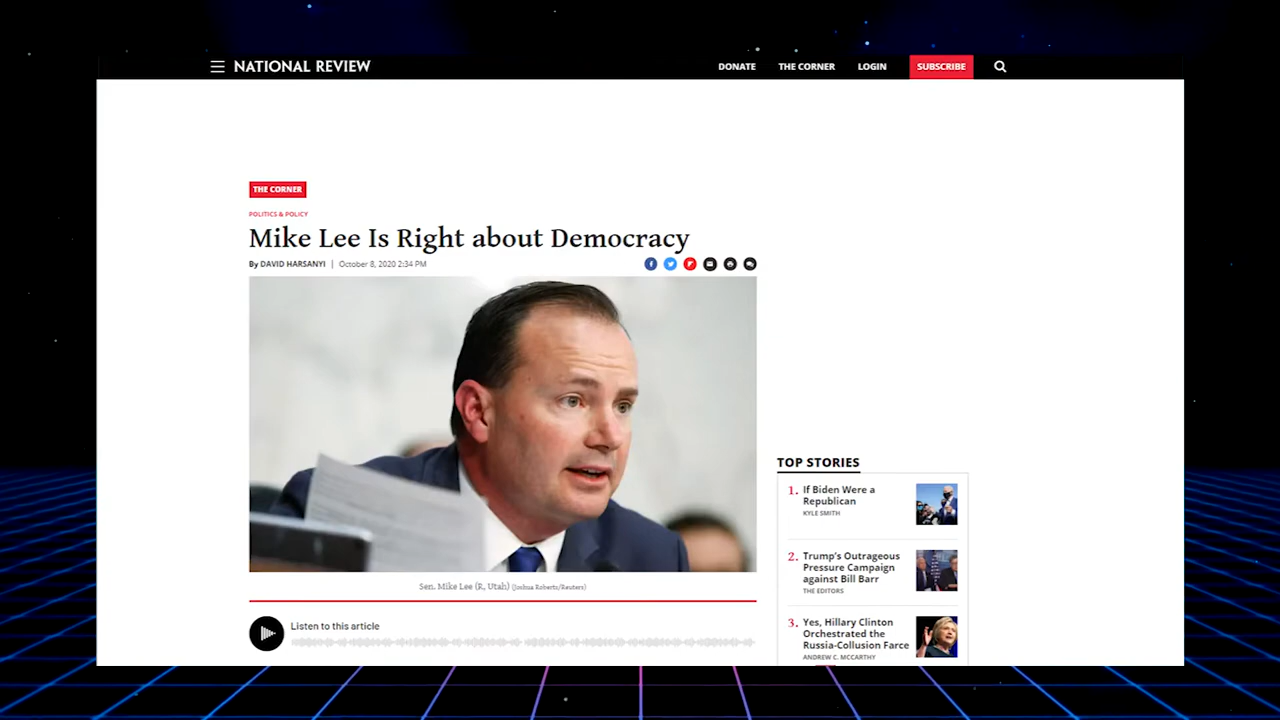 NATIONAL REVIEW
DONATE THE CORNER LOGIN SUBSCRIBE
THE CORNER
POLITICS & POLICY
Mike Lee Is Right about Democracy
By DAVID HARSANYI | October 8, 2020 2:34 PM
Sen. Mike Lee (R, Utah) (Joshua Roberts/Reuters)
Listen to this article
TOP STORIES
1. If Biden Were a
Republican
KYLE SMITH
2. Trump's Outrageous
Pressure Campaign
against Bill Barr
THE EDITORS
3. Yes, Hillary Clinton
Orchestrated the
Russia-Collusion Farce
ANDREW C. MCCARTHY